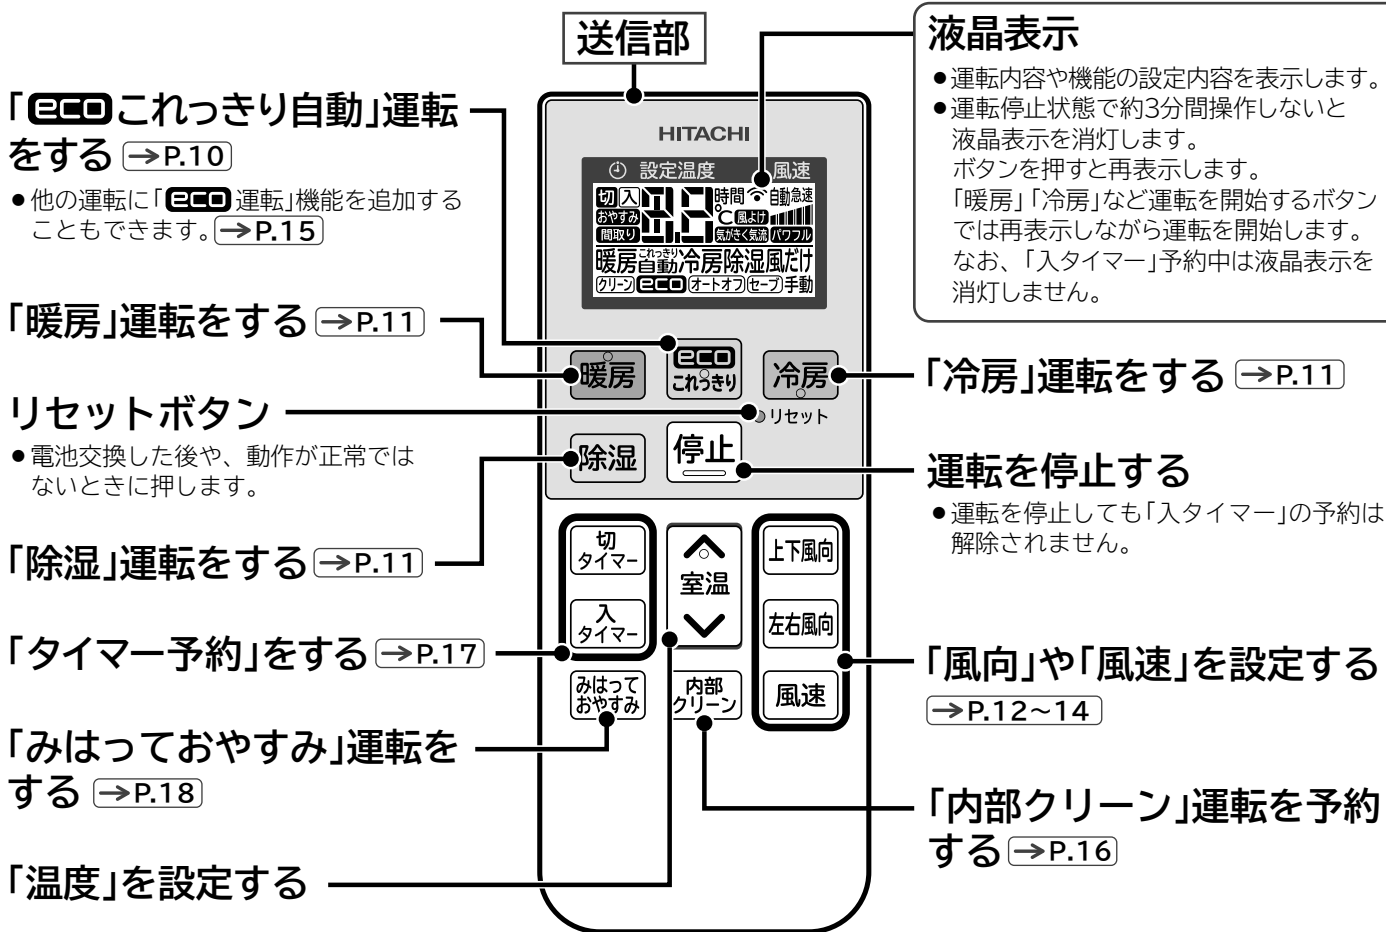 送信部
液晶表示
●運転内容や機能の設定内容を表示します。
●運転停止状態で約3分間操作しないと
液晶表示を消灯します。
ボタンを押すと再表示します。
「暖房」「冷房」など運転を開始するボタン
では再表示しながら運転を開始します。
なお、「入タイマー」予約中は液晶表示を
消灯しません。
「ecoこれっきり自動」運転
をする →P.10
●他の運転に「eco運転」機能を追加する
こともできます。→P.15
「暖房」運転をする →P.11
リセットボタン
●電池交換した後や、動作が正常では
ないときに押します。
「除湿」運転をする →P.11
「タイマー予約」をする →P.17
「みはっておやすみ」運転を
する →P.18
「温度」を設定する
HITACHI
設定温度 風速
切 入 8.8 時間 自動 急速
おやすみ ℃ 風よけ
間取り 気がきく気流 パワフル
暖房 これっきり自動 冷房 除湿 風だけ
クリーン eco オートオフ セーブ 手動
暖房
eco
これっきり
冷房
リセット
除湿
停止
切
タイマー
室温
上下風向
入
タイマー
左右風向
みはって
おやすみ
内部
クリーン
風速
「冷房」運転をする →P.11
運転を停止する
●運転を停止しても「入タイマー」の予約は
解除されません。
「風向」や「風速」を設定する
→P.12~14
「内部クリーン」運転を予約
する →P.16